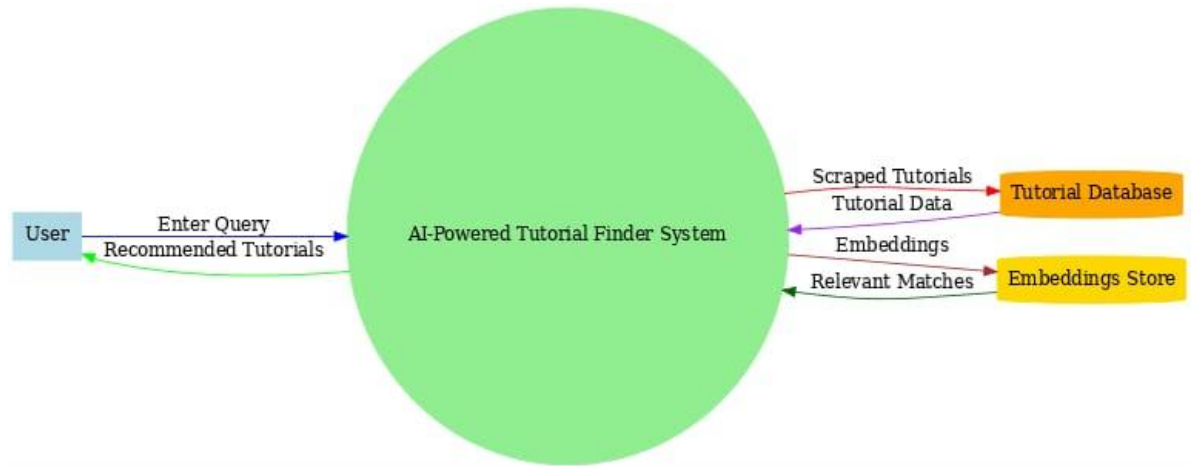 User
Enter Query
Recommended Tutorials
AI-Powered Tutorial Finder System
Scraped Tutorials
Tutorial Data
Embeddings
Relevant Matches
Tutorial Database
Embeddings Store